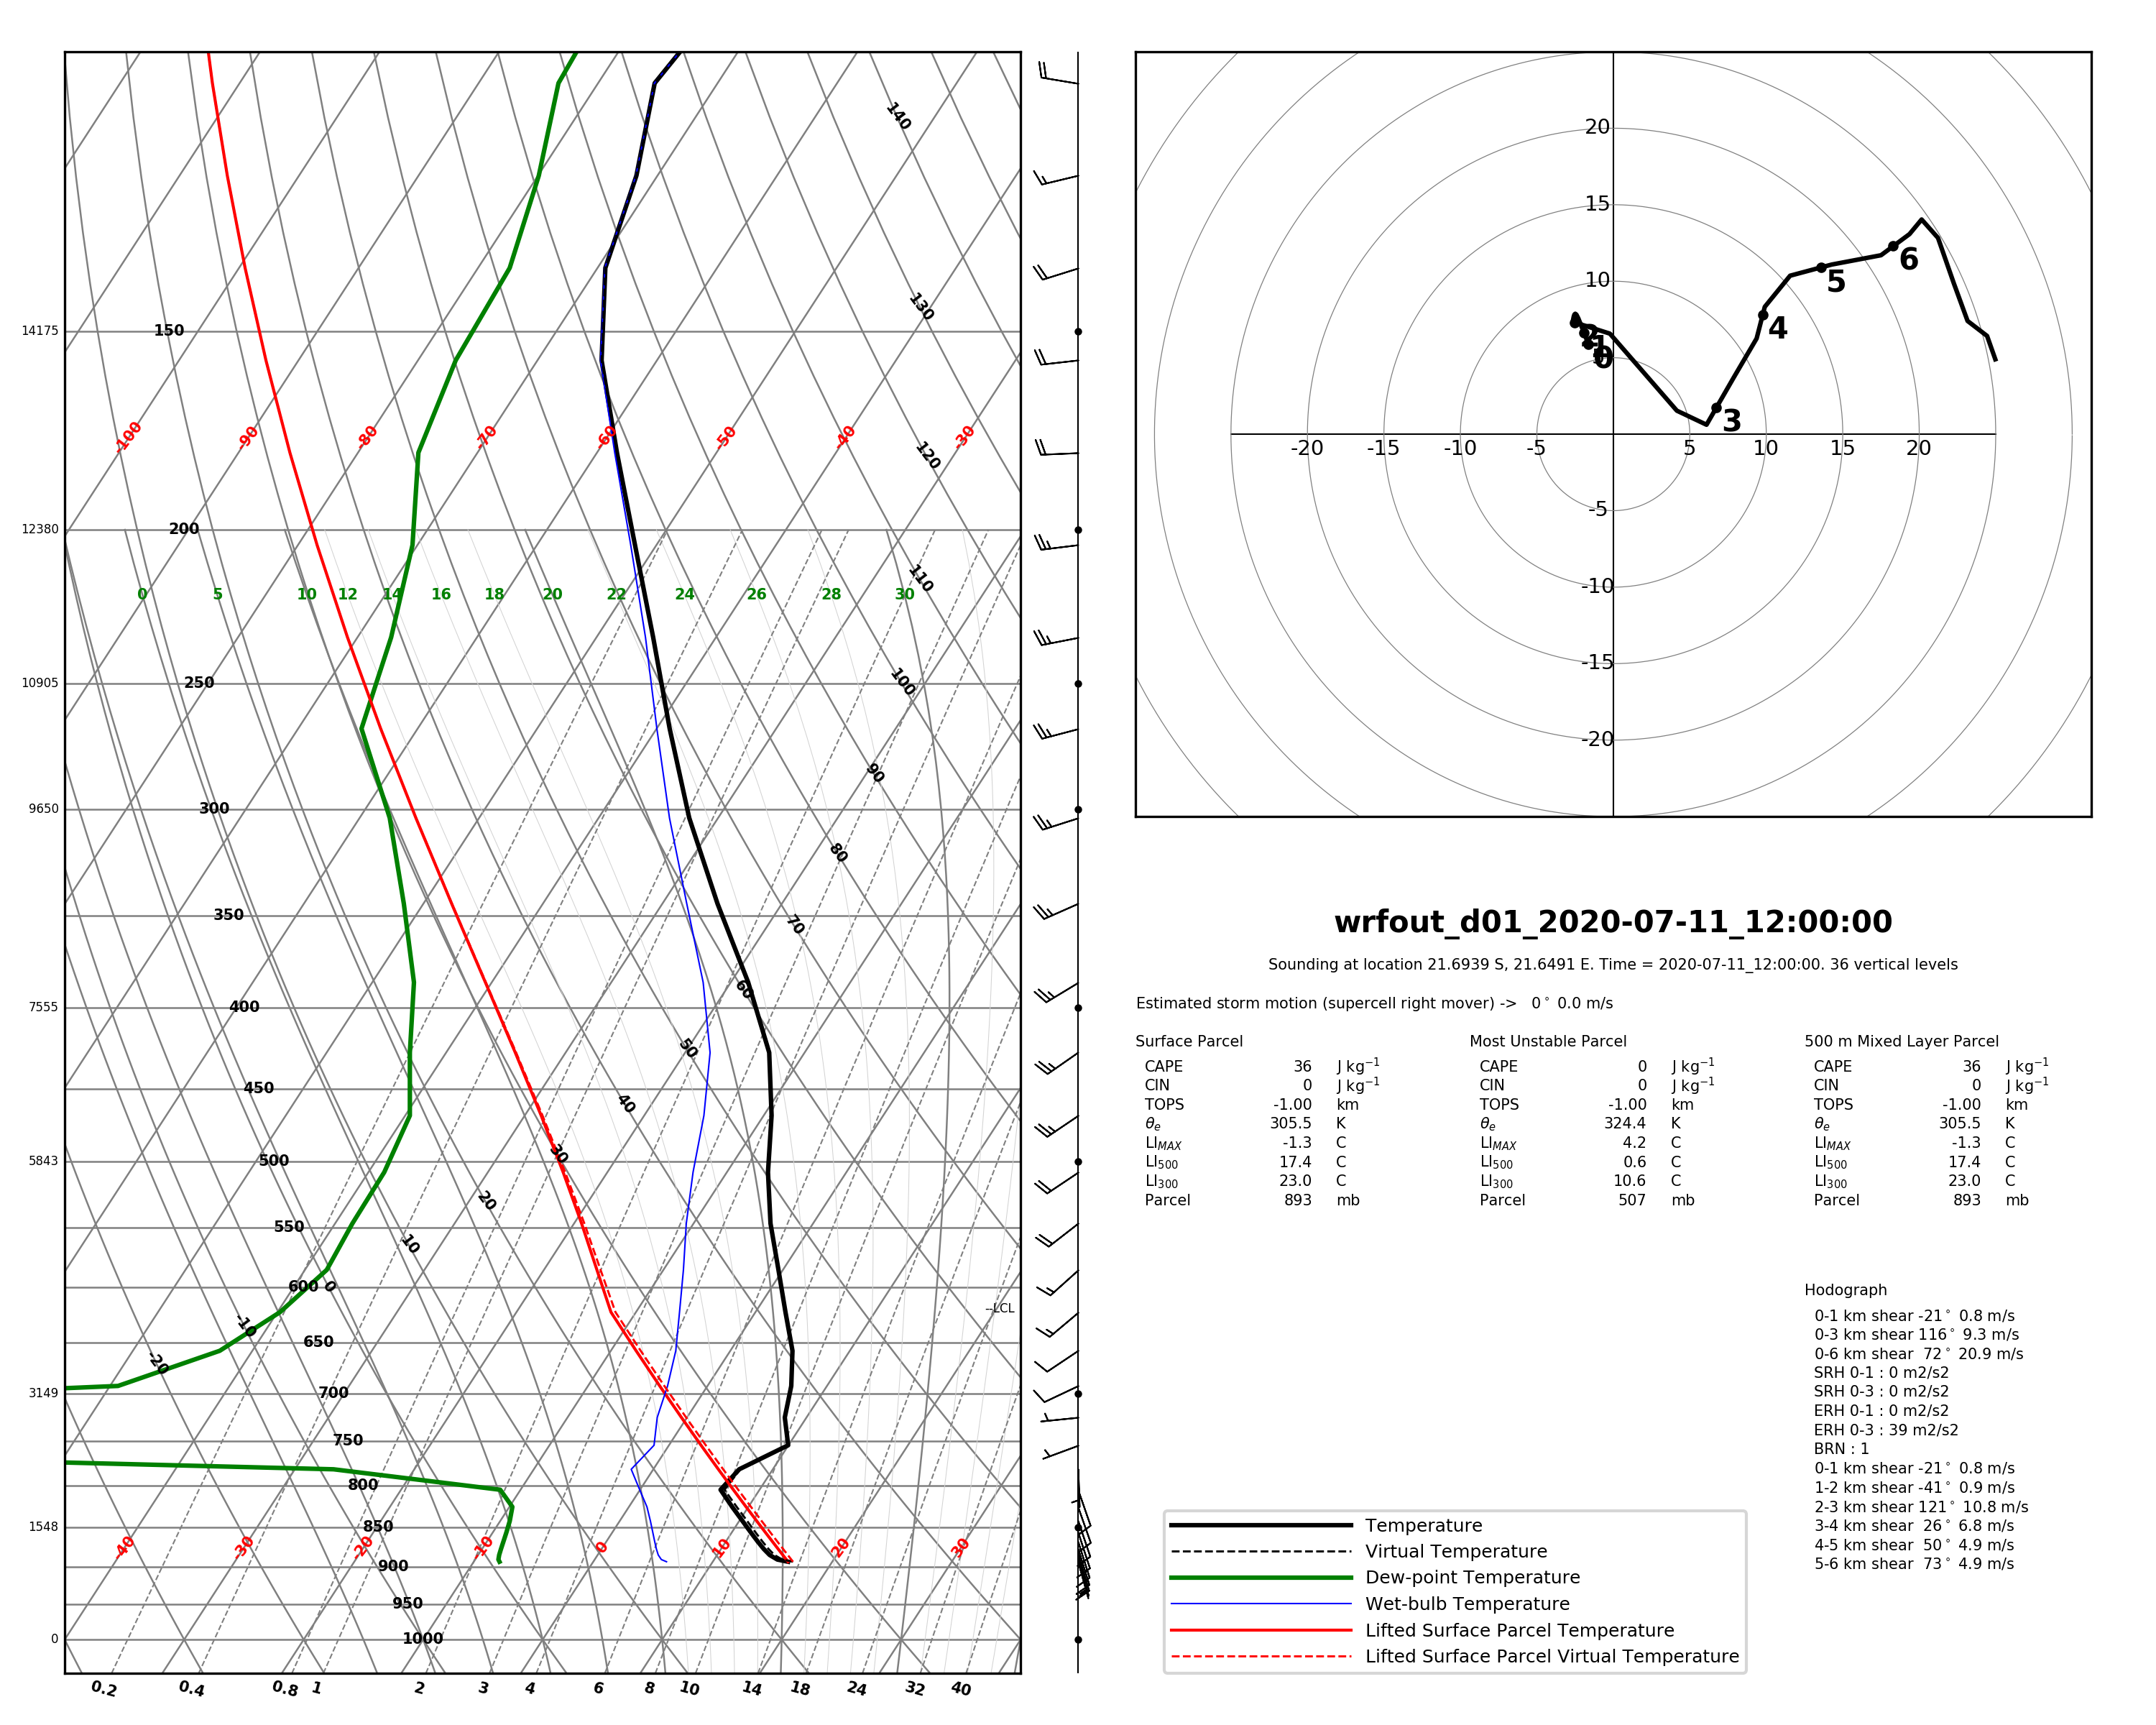 140
130
120
110
100
90
80
70
60
50
40
30
20
10
0
-10
-20
14175 150
-100 -90 -80 -70 -60 -50 -40 -30
12380 200
0 5 10 12 14 16 18 20 22 24 26 28 30
10905 250
9650 300
350
7555 400
450
5843 500
550
600
--LCL
650
3149 700
750
800
1548 850
-40 -30 -20 -10 0 10 20 30
900
950
0 1000
0.2 0.4 0.8 1 2 3 4 6 8 10 14 18 24 32 40
20
15
10
5
-20 -15 -10 -5 5 10 15 20
-5
-10
-15
-20
0
1
3
4
5
6
wrfout_d01_2020-07-11_12:00:00
Sounding at location 21.6939 S, 21.6491 E. Time = 2020-07-11_12:00:00. 36 vertical levels
Estimated storm motion (supercell right mover) -> 0° 0.0 m/s
Surface Parcel
CAPE 36 J kg⁻¹
CIN 0 J kg⁻¹
TOPS -1.00 km
θe 305.5 K
LIMAX -1.3 C
LI500 17.4 C
LI300 23.0 C
Parcel 893 mb
Most Unstable Parcel
CAPE 0 J kg⁻¹
CIN 0 J kg⁻¹
TOPS -1.00 km
θe 324.4 K
LIMAX 4.2 C
LI500 0.6 C
LI300 10.6 C
Parcel 507 mb
500 m Mixed Layer Parcel
CAPE 36 J kg⁻¹
CIN 0 J kg⁻¹
TOPS -1.00 km
θe 305.5 K
LIMAX -1.3 C
LI500 17.4 C
LI300 23.0 C
Parcel 893 mb
Hodograph
0-1 km shear -21° 0.8 m/s
0-3 km shear 116° 9.3 m/s
0-6 km shear 72° 20.9 m/s
SRH 0-1 : 0 m2/s2
SRH 0-3 : 0 m2/s2
ERH 0-1 : 0 m2/s2
ERH 0-3 : 39 m2/s2
BRN : 1
0-1 km shear -21° 0.8 m/s
1-2 km shear -41° 0.9 m/s
2-3 km shear 121° 10.8 m/s
3-4 km shear 26° 6.8 m/s
4-5 km shear 50° 4.9 m/s
5-6 km shear 73° 4.9 m/s
Temperature
Virtual Temperature
Dew-point Temperature
Wet-bulb Temperature
Lifted Surface Parcel Temperature
Lifted Surface Parcel Virtual Temperature